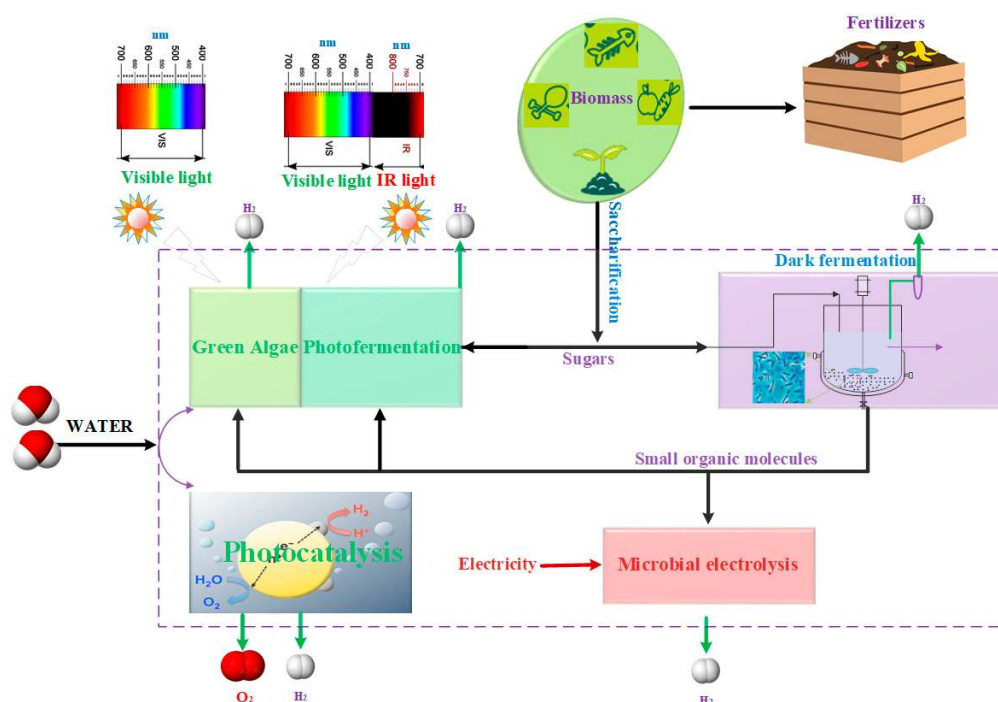 Fertilizers
nm
nm
nm
700
600
500
400
700
600
500
400
800
700
VIS
VIS
IR
Biomass
Visible light
Visible light
IR light
H₂
H₂
H₂
Saccharification
Dark fermentation
Green Algae
Photofermentation
Sugars
WATER
Small organic molecules
H₂
H⁺
Photocatalysis
e⁻
h⁺
H₂O
O₂
Electricity
Microbial electrolysis
O₂
H₂
H₂